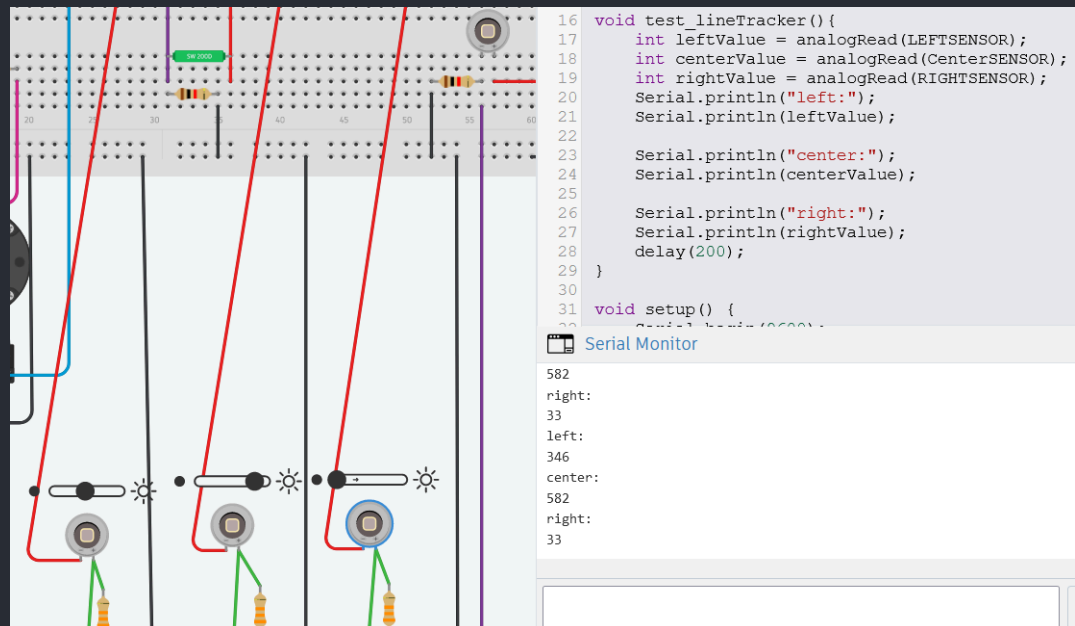 SW 200D
20 25 30 35 40 45 50 55 60
16 void test_lineTracker(){
17 int leftValue = analogRead(LEFTSENSOR);
18 int centerValue = analogRead(CenterSENSOR);
19 int rightValue = analogRead(RIGHTSENSOR);
20 Serial.println("left:");
21 Serial.println(leftValue);
22
23 Serial.println("center:");
24 Serial.println(centerValue);
25
26 Serial.println("right:");
27 Serial.println(rightValue);
28 delay(200);
29 }
30
31 void setup() {
Serial Monitor
582
right:
33
left:
346
center:
582
right:
33